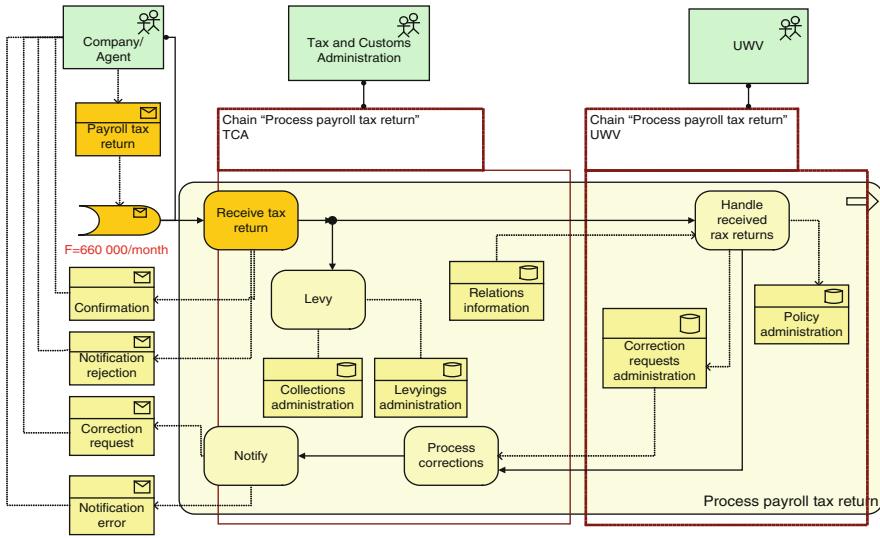 Company/
Agent
Tax and Customs
Administration
UWV
Payroll tax
return
Chain “Process payroll tax return”
TCA
Chain “Process payroll tax return”
UWV
F=660 000/month
Receive tax
return
Handle
received
rax returns
Confirmation
Levy
Relations
information
Policy
administration
Notification
rejection
Collections
administration
Levyings
administration
Correction
requests
administration
Correction
request
Notify
Process
corrections
Notification
error
Process payroll tax return